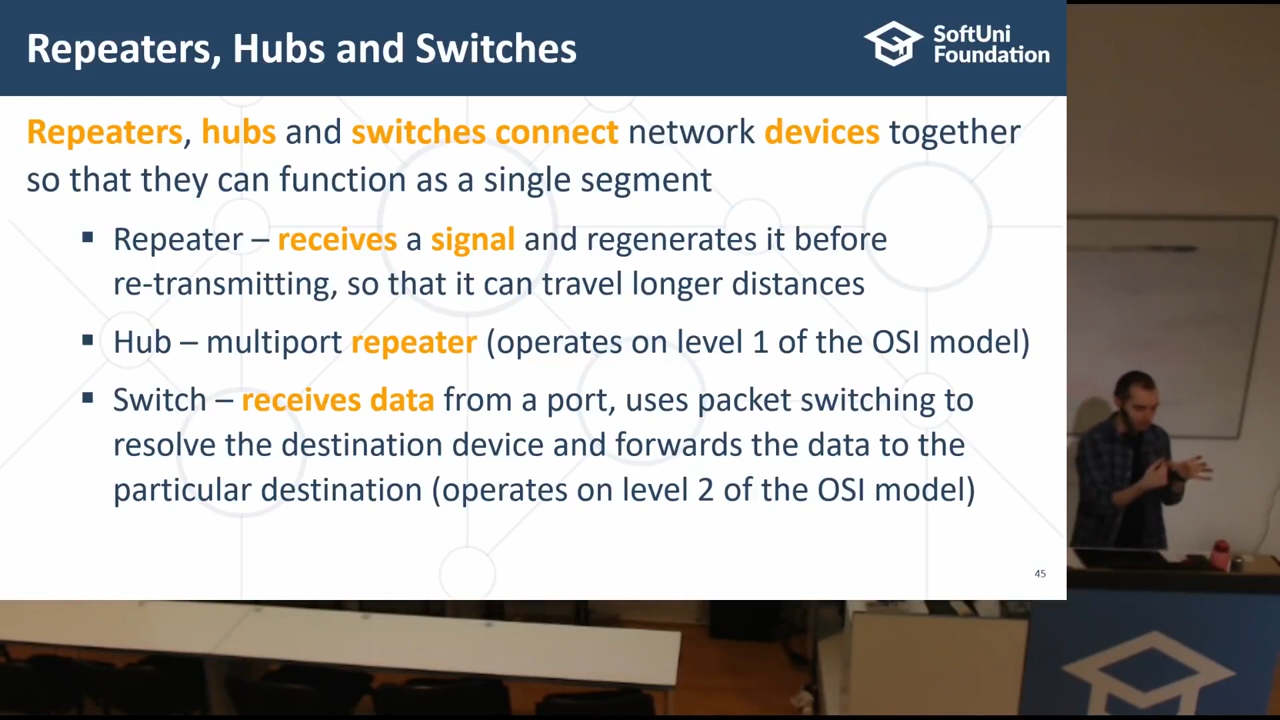 Repeaters, Hubs and Switches
SoftUni
Foundation
Repeaters, hubs and switches connect network devices together
so that they can function as a single segment
▪ Repeater – receives a signal and regenerates it before
re-transmitting, so that it can travel longer distances
▪ Hub – multiport repeater (operates on level 1 of the OSI model)
▪ Switch – receives data from a port, uses packet switching to
resolve the destination device and forwards the data to the
particular destination (operates on level 2 of the OSI model)
45